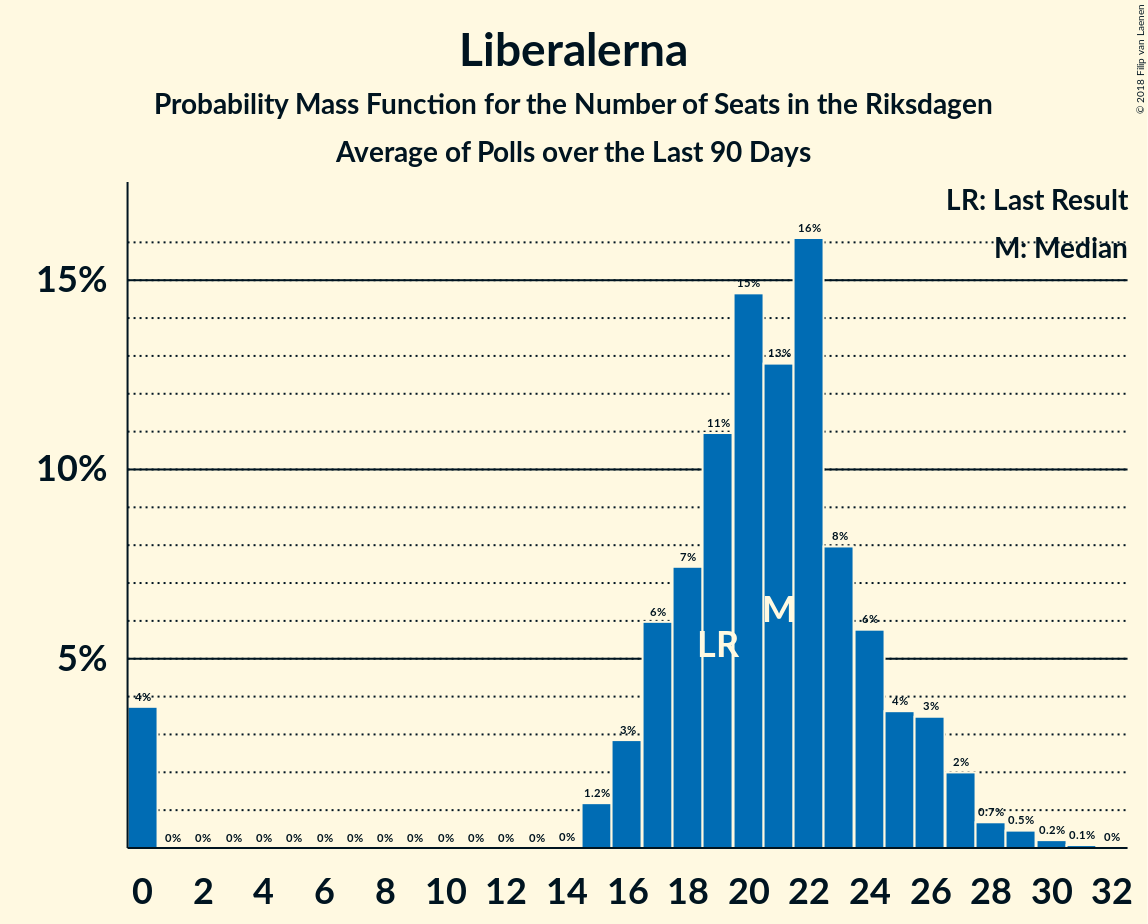 Liberalerna
Probability Mass Function for the Number of Seats in the Riksdagen
Average of Polls over the Last 90 Days
© 2018 Filip van Laenen
LR: Last Result
M: Median
15%
10%
5%
4% 0% 0% 0% 0% 0% 0% 0% 0% 0% 0% 0% 0% 0% 0% 1.2% 3% 6% 7% 11% 15% 13% 16% 8% 6% 4% 3% 2% 0.7% 0.5% 0.2% 0.1% 0%
LR
M
0 2 4 6 8 10 12 14 16 18 20 22 24 26 28 30 32